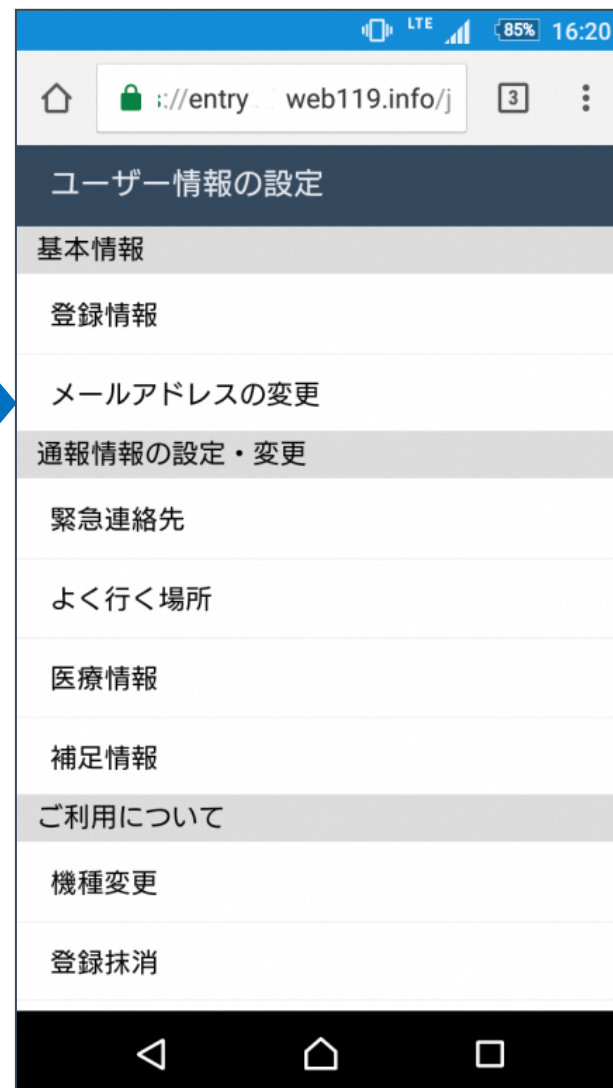 LTE 85% 16:20
s://entry web119.info/j 3
ユーザー情報の設定
基本情報
登録情報
メールアドレスの変更
通報情報の設定・変更
緊急連絡先
よく行く場所
医療情報
補足情報
ご利用について
機種変更
登録抹消